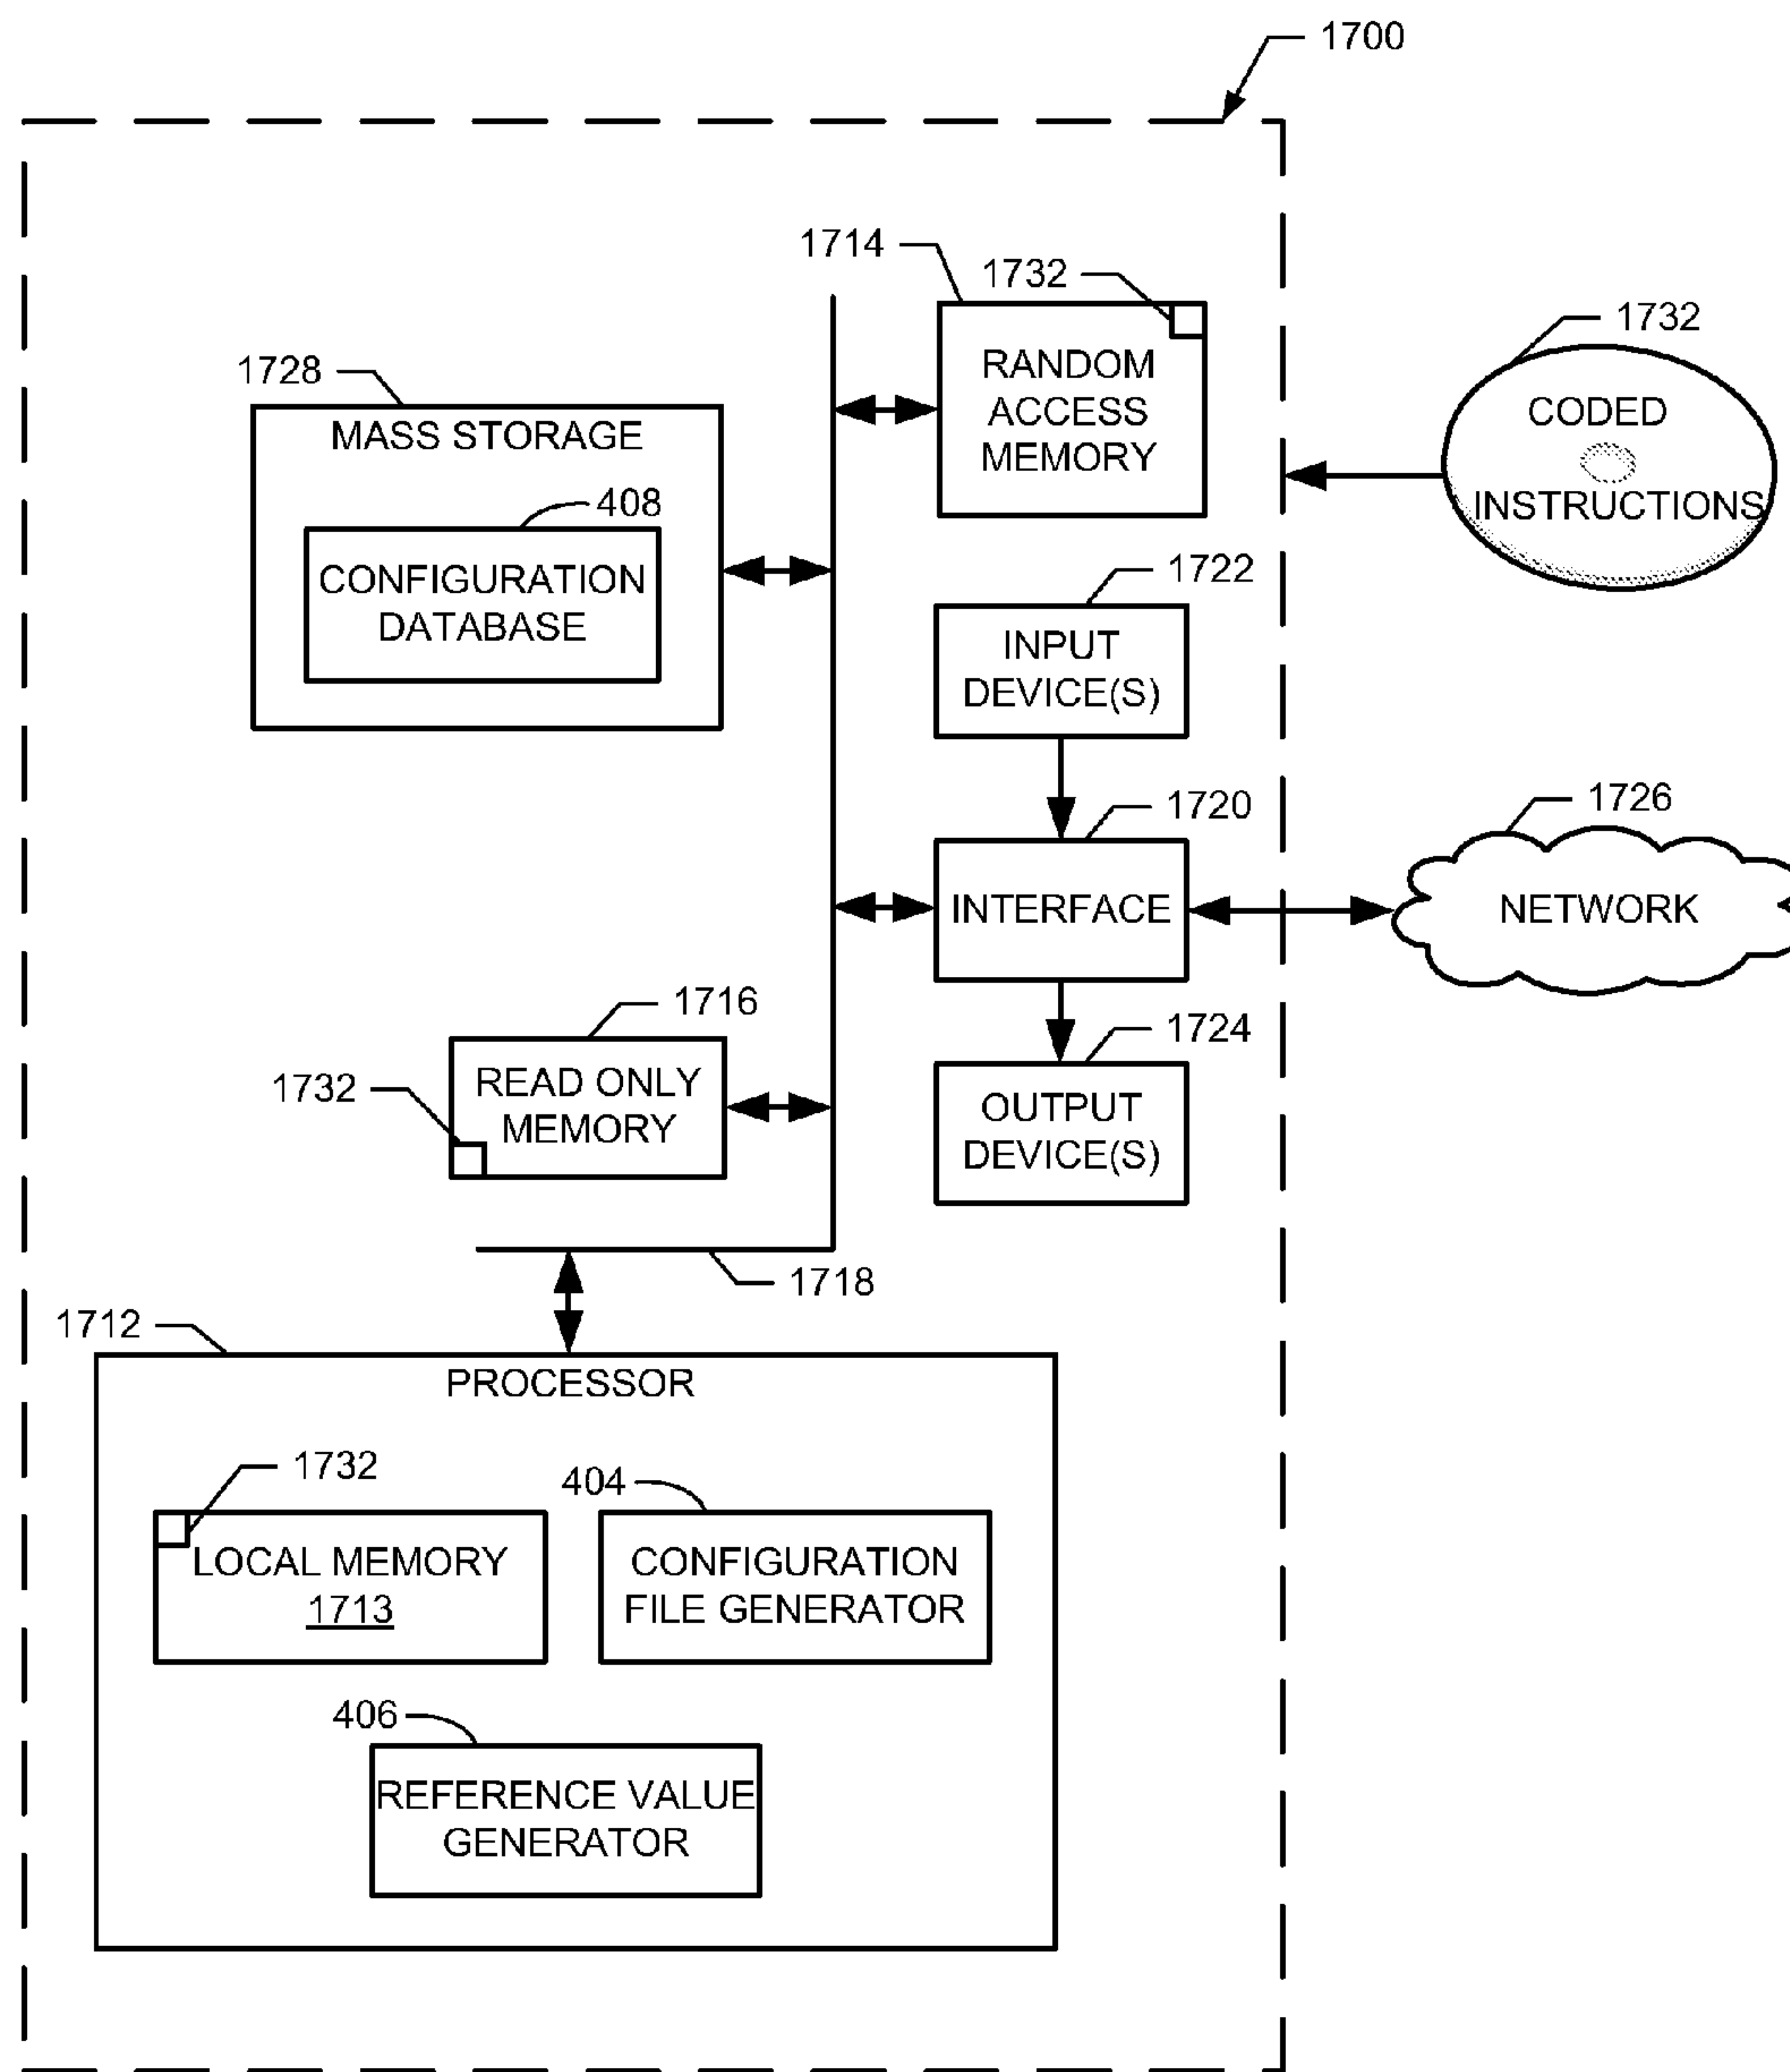 1700
1714
1732
RANDOM
ACCESS
MEMORY
1732
CODED
INSTRUCTIONS
1728
MASS STORAGE
408
CONFIGURATION
DATABASE
1722
INPUT
DEVICE(S)
1720
INTERFACE
1726
NETWORK
1716
1732
READ ONLY
MEMORY
1724
OUTPUT
DEVICE(S)
1718
1712
PROCESSOR
1732
LOCAL MEMORY
1713
404
CONFIGURATION
FILE GENERATOR
406
REFERENCE VALUE
GENERATOR